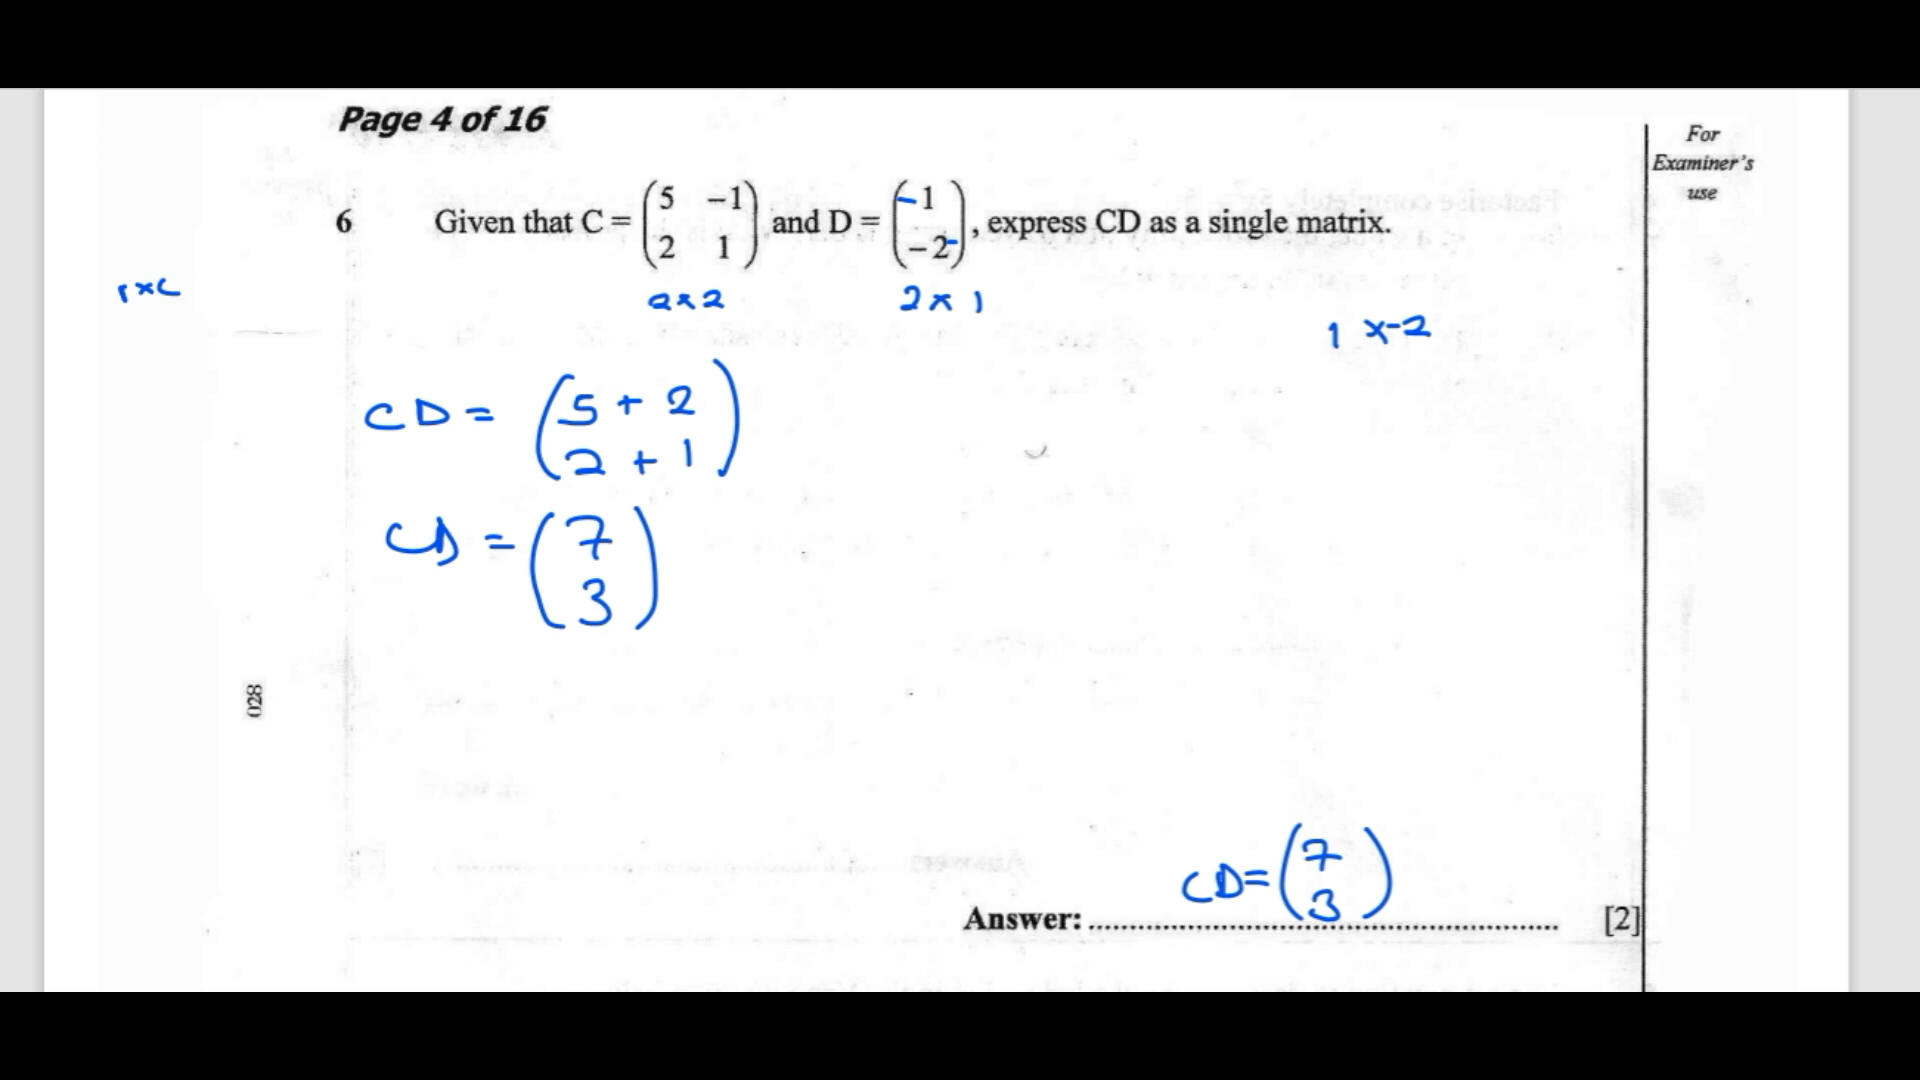 Page 4 of 16
For
Examiner's
use
6 Given that C = (5 −1 2 1) and D = (1 −2), express CD as a single matrix.
r×c
2×2
2×1
1 ×-2
CD = (5 + 2
2 + 1)
CD = (7
3)
028
CD = (7
3)
Answer: ............................................................ [2]